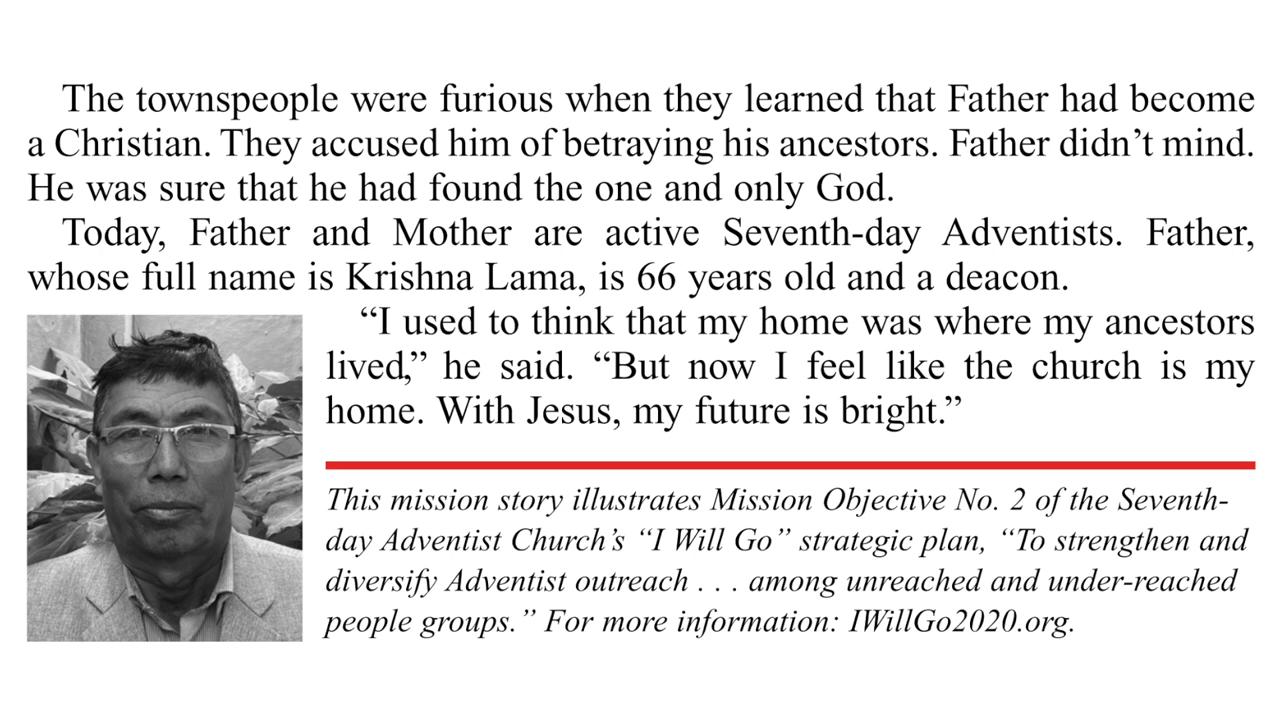 The townspeople were furious when they learned that Father had become
a Christian. They accused him of betraying his ancestors. Father didn’t mind.
He was sure that he had found the one and only God.
Today, Father and Mother are active Seventh-day Adventists. Father,
whose full name is Krishna Lama, is 66 years old and a deacon.
“I used to think that my home was where my ancestors
lived,” he said. “But now I feel like the church is my
home. With Jesus, my future is bright.”
This mission story illustrates Mission Objective No. 2 of the Seventh-
day Adventist Church’s “I Will Go” strategic plan, “To strengthen and
diversify Adventist outreach . . . among unreached and under-reached
people groups.” For more information: IWillGo2020.org.